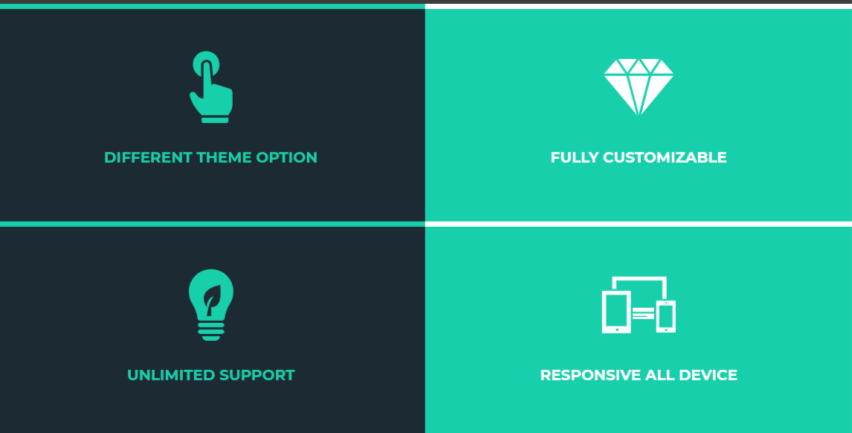 DIFFERENT THEME OPTION
FULLY CUSTOMIZABLE
UNLIMITED SUPPORT
RESPONSIVE ALL DEVICE